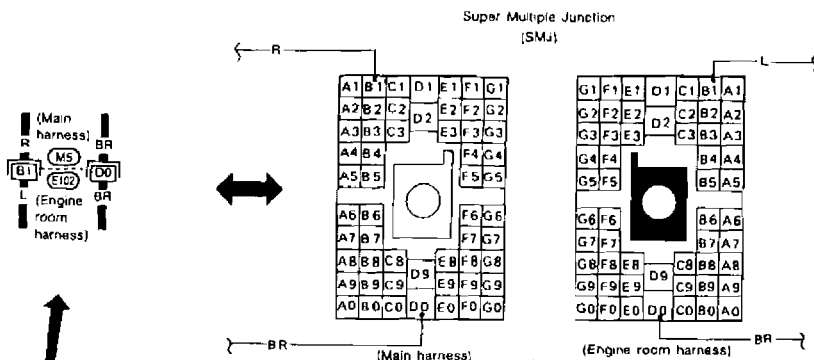 Super Multiple Junction
(SMJ)
R
L
A1 B1 C1 D1 E1 F1 G1
A2 B2 C2 D2 E2 F2 G2
A3 B3 C3 E3 F3 G3
A4 B4 F4 G4
A5 B5 F5 G5
A6 B6 F6 G6
A7 B7 F7 G7
A8 B8 C8 D9 E8 F8 G8
A9 B9 C9 E9 F9 G9
A0 B0 C0 D0 E0 F0 G0
BR
(Main harness)
G1 F1 E1 D1 C1 B1 A1
G2 F2 E2 D2 C2 B2 A2
G3 F3 E3 C3 B3 A3
G4 F4 B4 A4
G5 F5 B5 A5
G6 F6 B6 A6
G7 F7 B7 A7
G8 F8 E8 D9 C8 B8 A8
G9 F9 E9 C9 B9 A9
G0 F0 E0 D0 C0 B0 A0
BR
(Engine room harness)
(Main
harness)
R
BR
B1
M5
D0
E102
L
BR
(Engine
room
harness)